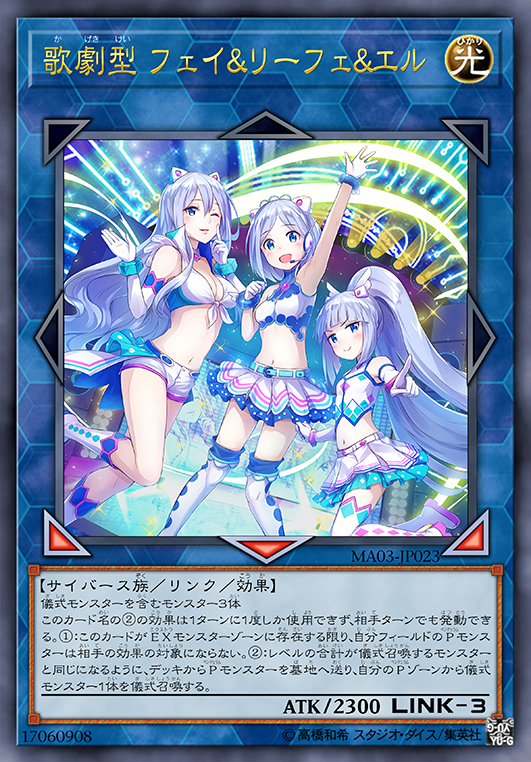 歌劇型 フェイ&リーフェ&エル
光
MA03-JP023
【サイバース族／リンク／効果】
儀式モンスターを含むモンスター3体
このカード名の②の効果は1ターンに1度しか使用できず、相手ターンでも発動でき
る。①：このカードがEXモンスターゾーンに存在する限り、自分フィールドのPモンス
ターは相手の効果の対象にならない。②：レベルの合計が儀式召喚するモンスター
と同じになるように、デッキからPモンスターを墓地へ送り、自分のPゾーンから儀式
モンスター1体を儀式召喚する。
ATK/2300 LINK-3
17060908 ©高橋和希 スタジオ・ダイス/集英社